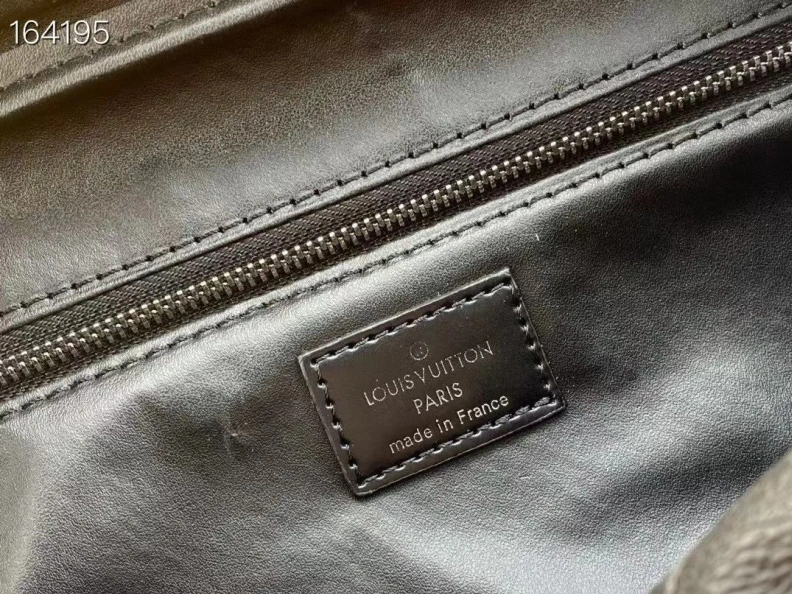 164195
LOUIS VUITTON
PARIS
made in France